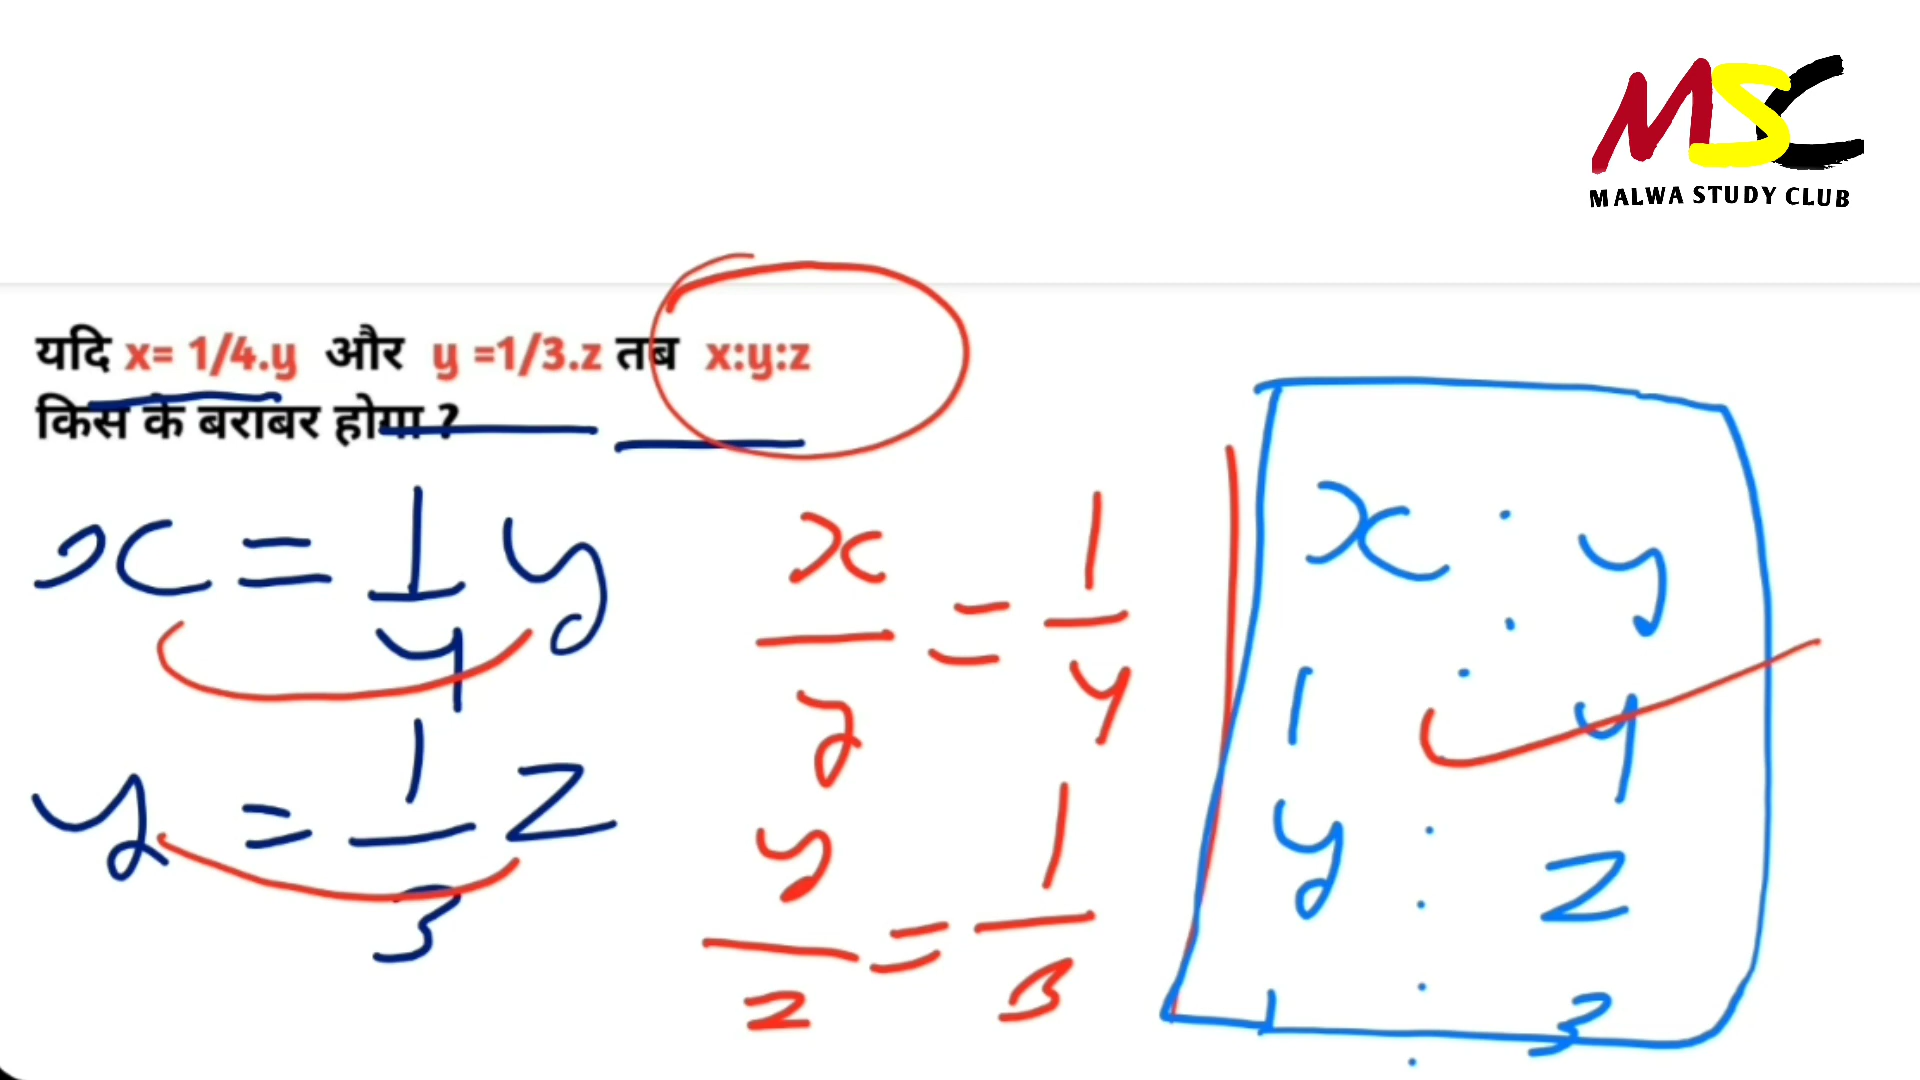 MSC
MALWA STUDY CLUB
यदि x= 1/4.y और y =1/3.z तब x:y:z
किस के बराबर होगा ?
x = 1/4 y
y = 1/3 z
x/y = 1/4
y/z = 1/3
x : y
1 : 4
y : z
1 : 3